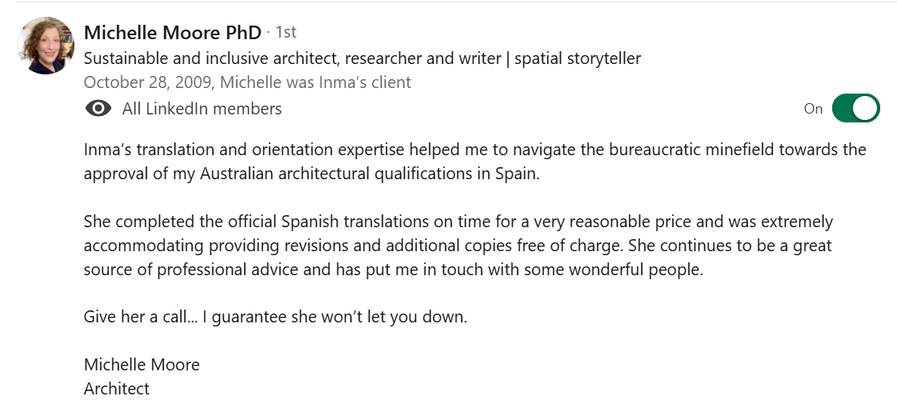 Michelle Moore PhD · 1st
Sustainable and inclusive architect, researcher and writer | spatial storyteller
October 28, 2009, Michelle was Inma’s client
All LinkedIn members
On
Inma’s translation and orientation expertise helped me to navigate the bureaucratic minefield towards the
approval of my Australian architectural qualifications in Spain.
She completed the official Spanish translations on time for a very reasonable price and was extremely
accommodating providing revisions and additional copies free of charge. She continues to be a great
source of professional advice and has put me in touch with some wonderful people.
Give her a call... I guarantee she won’t let you down.
Michelle Moore
Architect